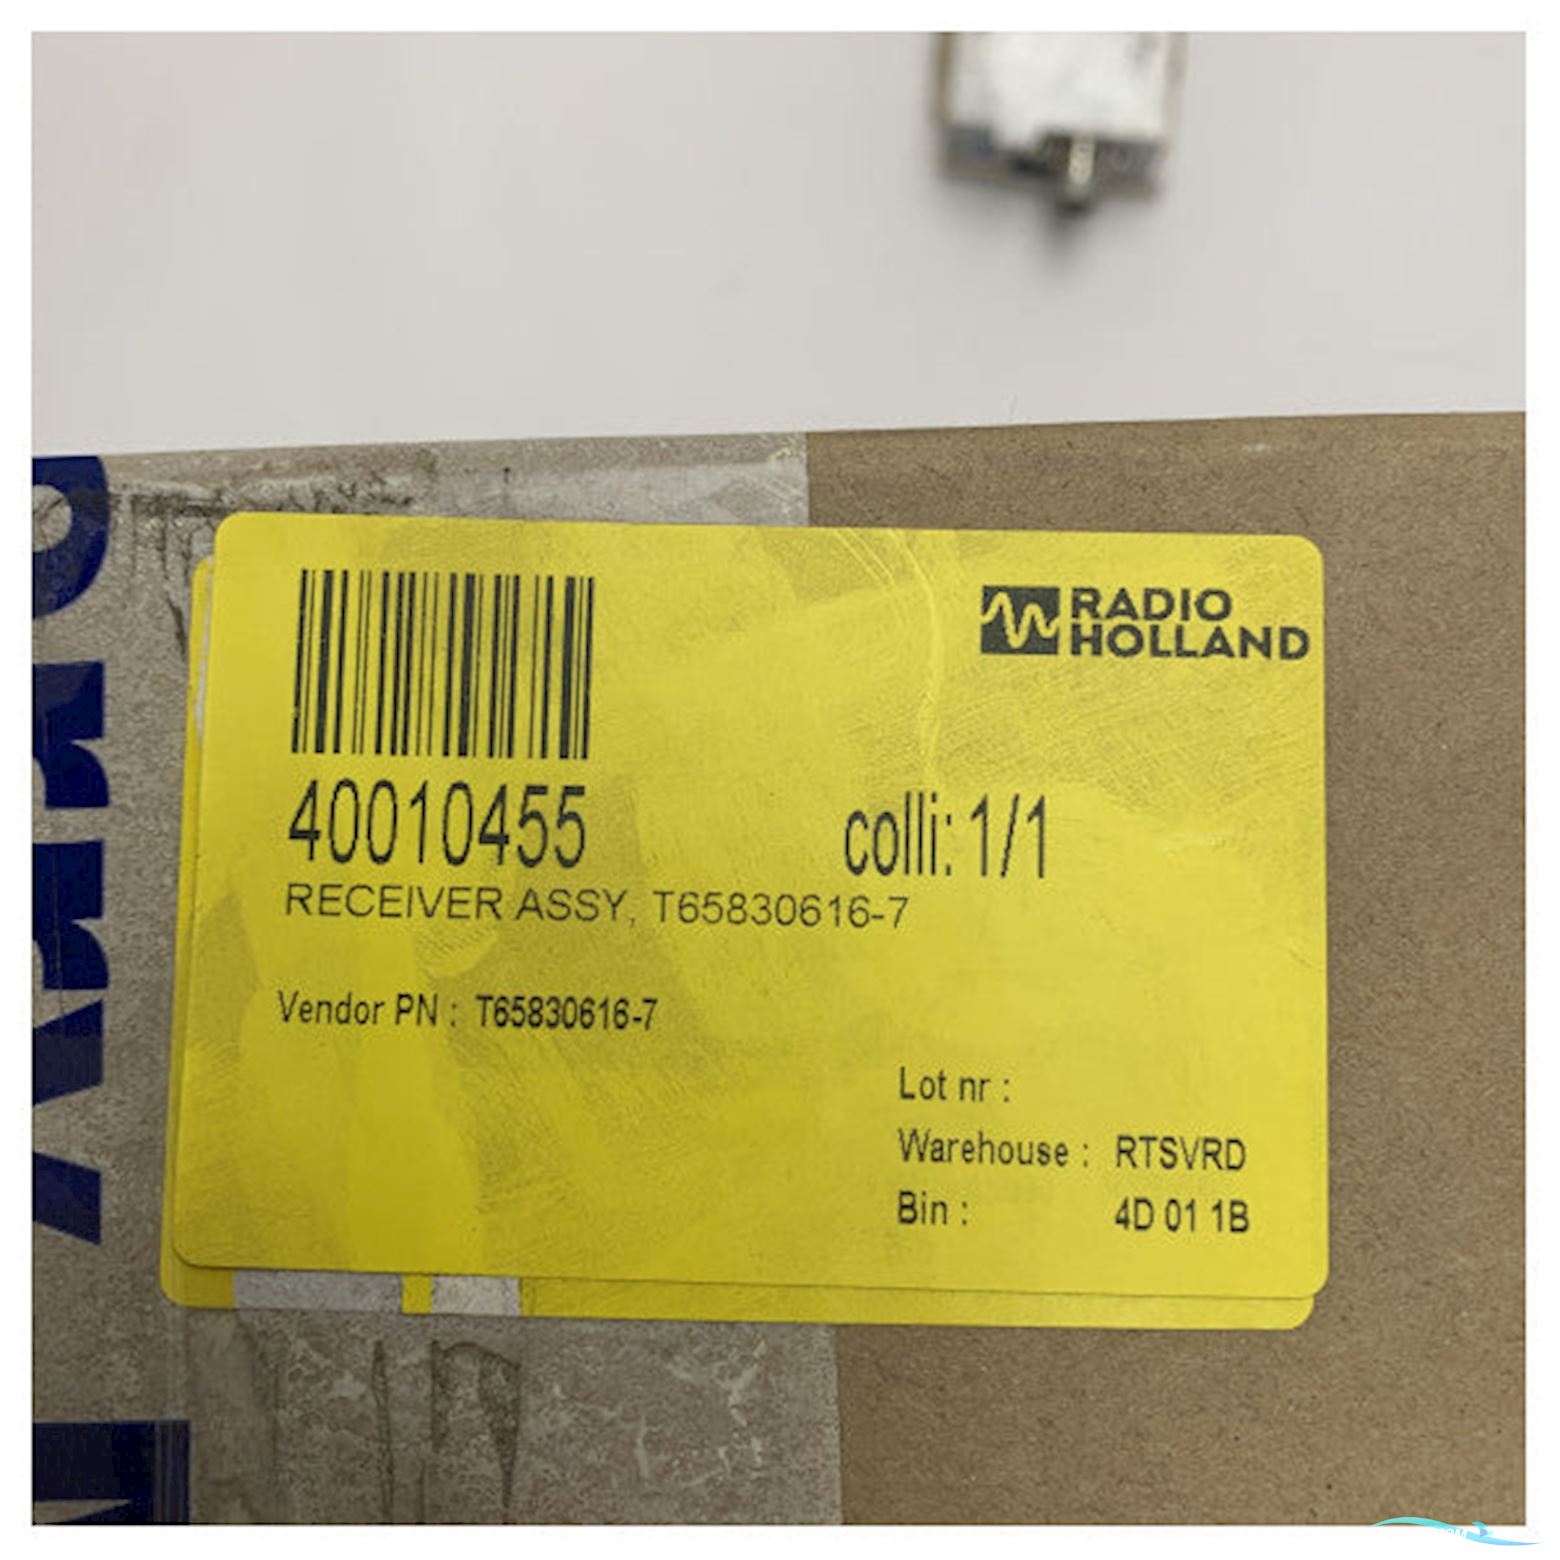 RADIO
HOLLAND
40010455
colli: 1/1
RECEIVER ASSY, T65830616-7
Vendor PN : T65830616-7
Lot nr :
Warehouse : RTSVRD
Bin : 4D 01 1B